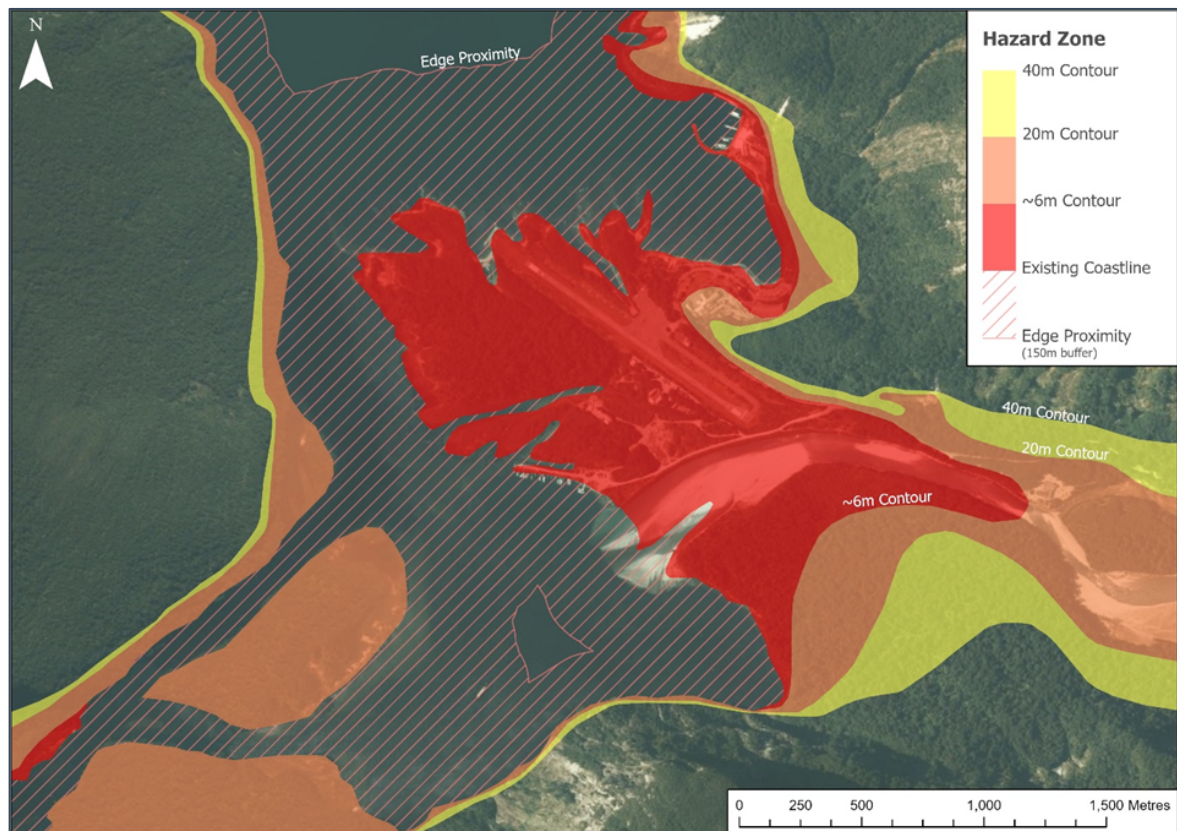 N
Edge Proximity
Hazard Zone
40m Contour
20m Contour
~6m Contour
Existing Coastline
Edge Proximity
(150m buffer)
40m Contour
20m Contour
~6m Contour
0 250 500 1,000 1,500 Metres